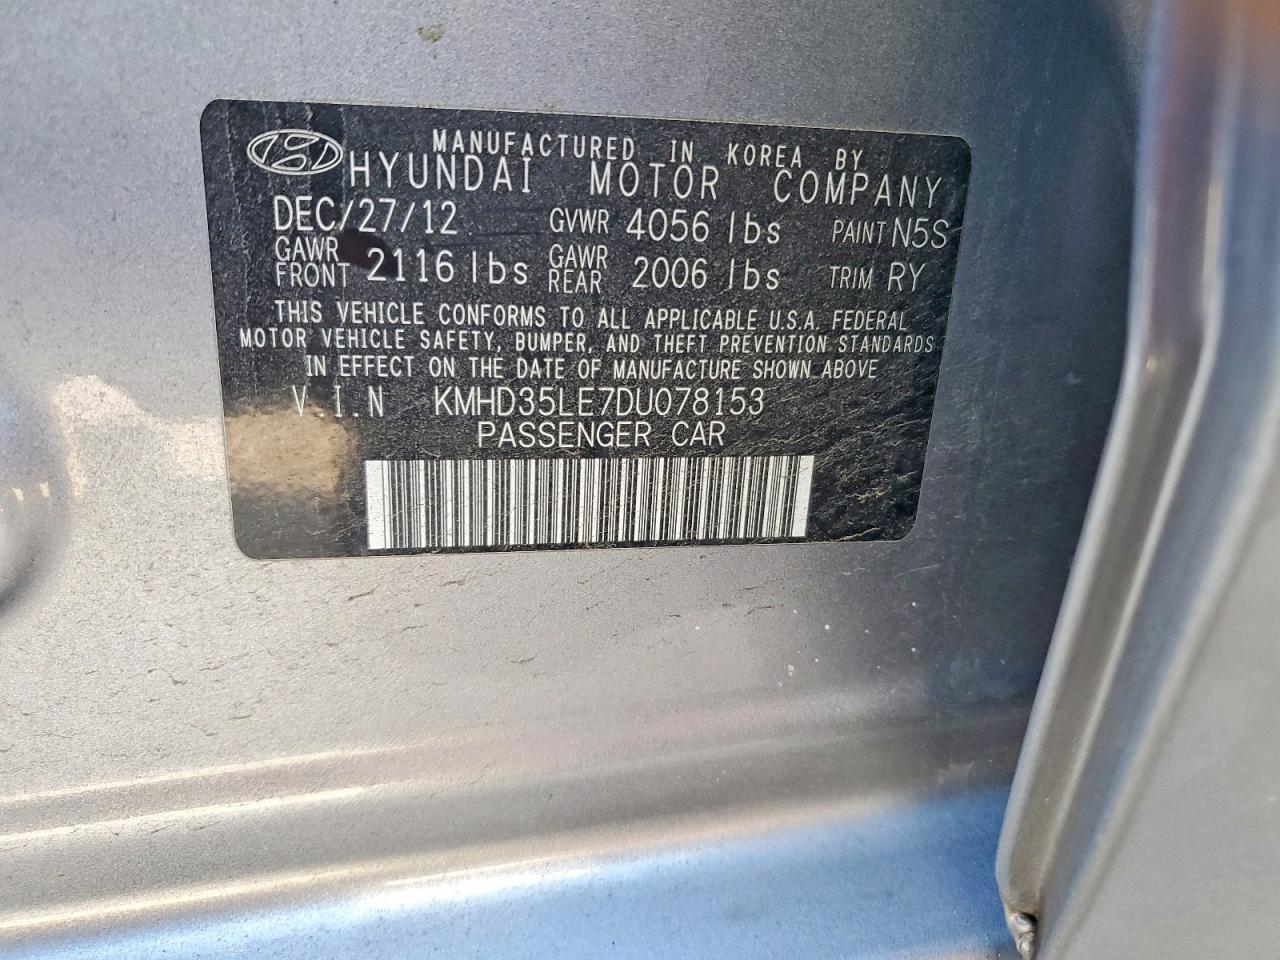 MANUFACTURED IN KOREA BY
HYUNDAI MOTOR COMPANY
DEC/27/12 GVWR 4056 lbs PAINT N5S
GAWR FRONT 2116 lbs GAWR REAR 2006 lbs TRIM RY
THIS VEHICLE CONFORMS TO ALL APPLICABLE U.S.A. FEDERAL
MOTOR VEHICLE SAFETY, BUMPER, AND THEFT PREVENTION STANDARDS
IN EFFECT ON THE DATE OF MANUFACTURE SHOWN ABOVE
V.I.N KMHD35LE7DU078153
PASSENGER CAR